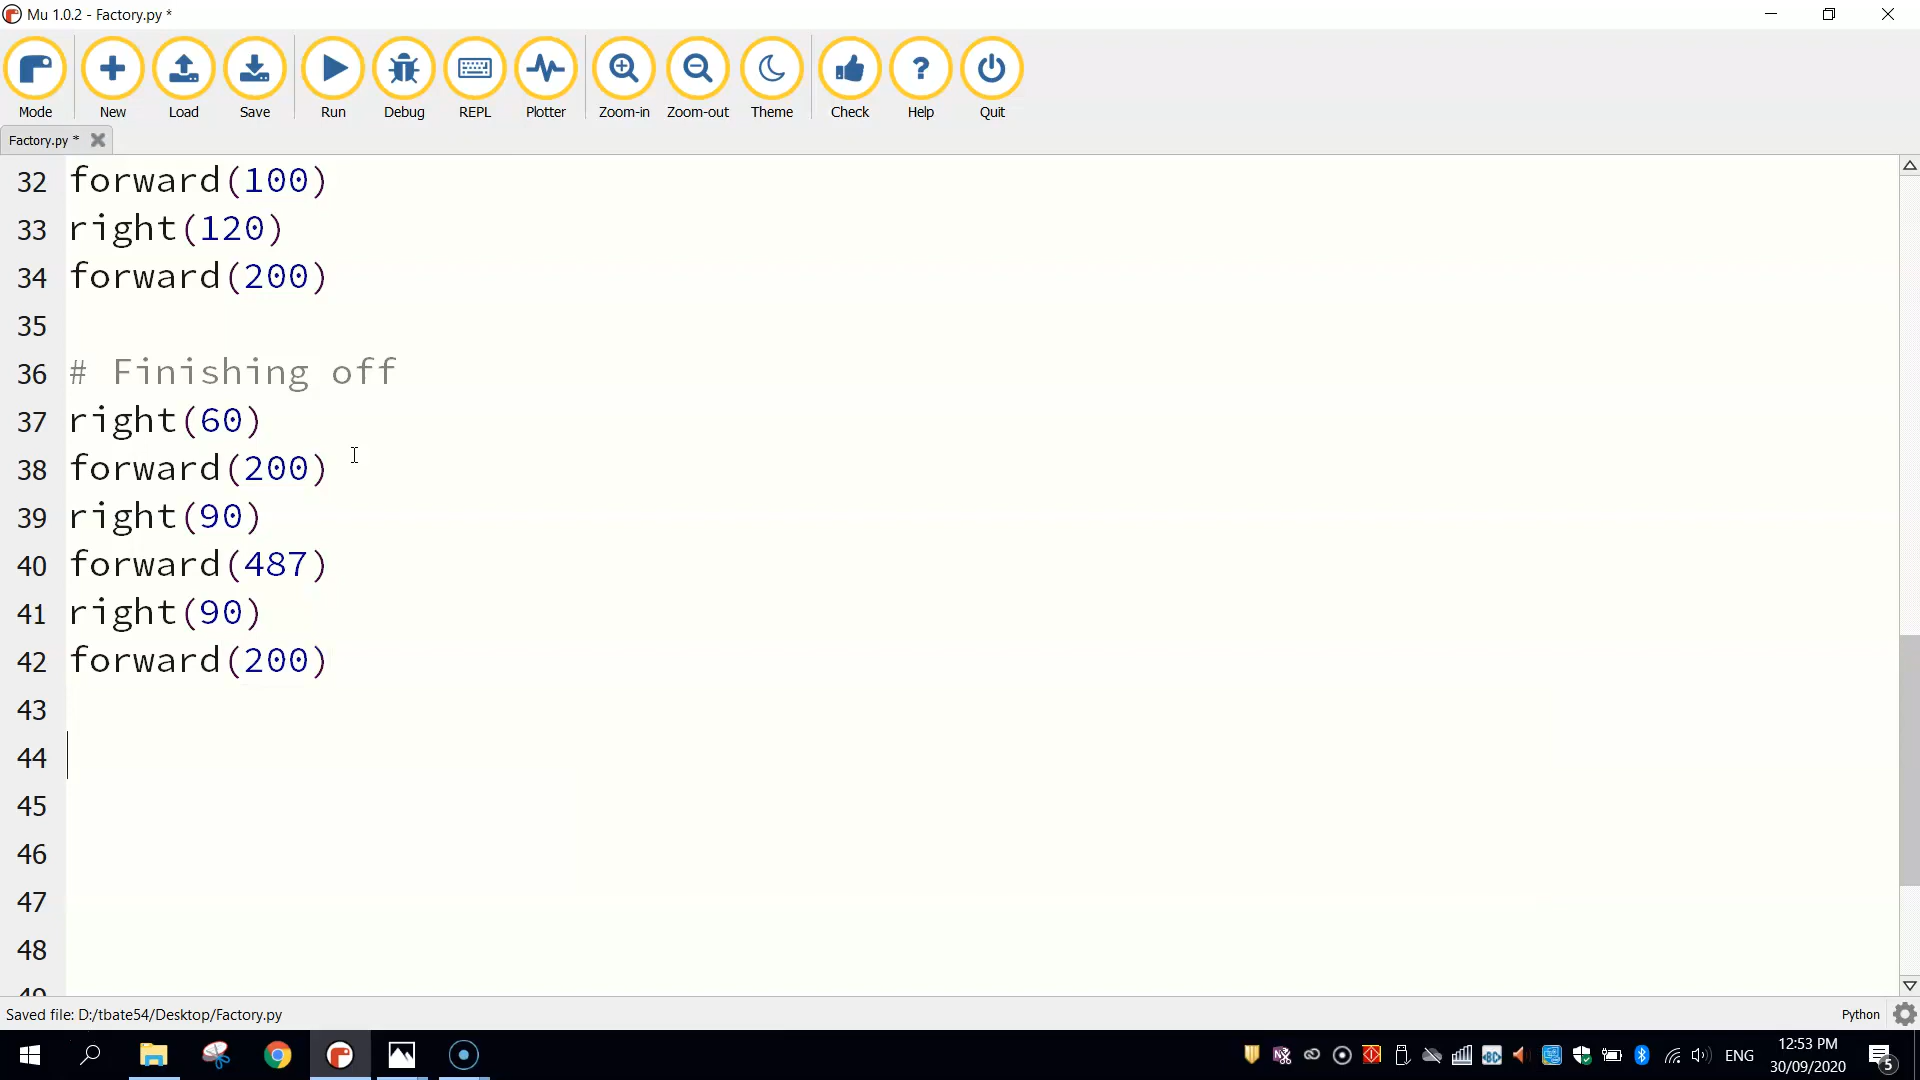 Mu 1.0.2 - Factory.py *
Mode New Load Save Run Debug REPL Plotter Zoom-in Zoom-out Theme Check Help Quit
Factory.py *
32 forward(100)
33 right(120)
34 forward(200)
35
36 # Finishing off
37 right(60)
38 forward(200)
39 right(90)
40 forward(487)
41 right(90)
42 forward(200)
43
44
45
46
47
48
49
Saved file: D:/tbate54/Desktop/Factory.py Python
ENG 12:53 PM
30/09/2020 5